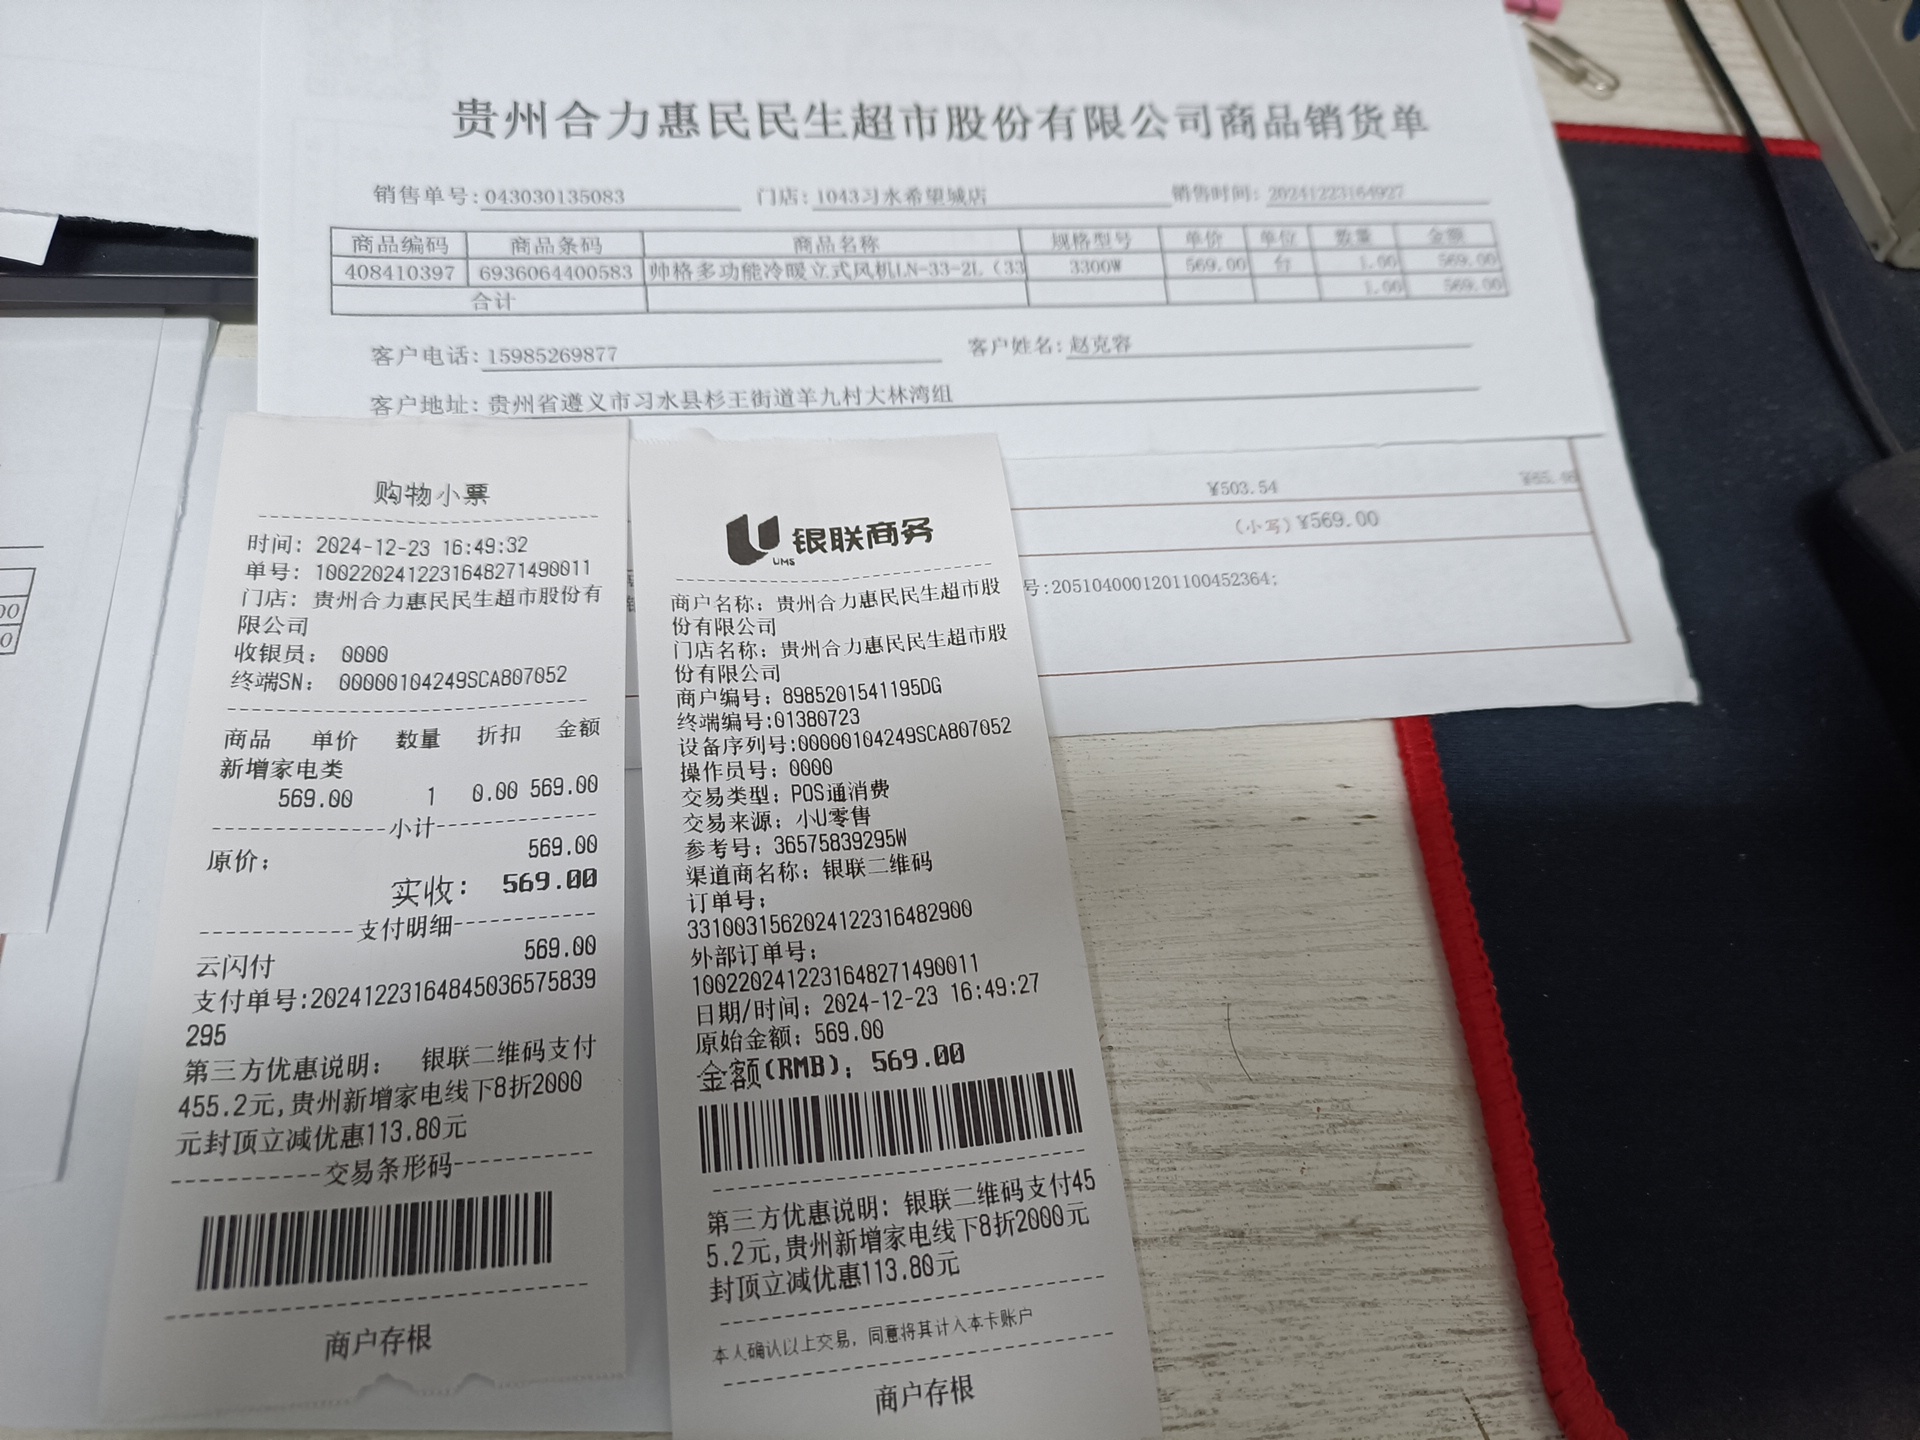 贵州合力惠民民生超市股份有限公司商品销货单
销售单号:043030135083 门店:1043习水希望城店 销售时间:20241223164927
商品编码 商品条码 商品名称 规格型号 单价 单位 数量 金额
408410397 6936064400583 帅格多功能冷暖立式风机LN-33-2L（33 3300W 569.00 台 1.00 569.00
合计 1.00 569.00
客户电话:15985269877 客户姓名:赵克容
客户地址:贵州省遵义市习水县杉王街道羊九村大林湾组
¥503.54 ¥65.46
(小写)¥569.00
号:2051040001201100452364;
购物小票
时间: 2024-12-23 16:49:32
单号: 10022024122316482714900​11
门店: 贵州合力惠民民生超市股份有
限公司
收银员: 0000
终端SN: 00000104249SCA807052
商品 单价 数量 折扣 金额
新增家电类
569.00 1 0.00 569.00
小计
原价: 569.00
实收: 569.00
支付明细
云闪付 569.00
支付单号:20241223164845036575839
295
第三方优惠说明: 银联二维码支付
455.2元,贵州新增家电线下8折2000
元封顶立减优惠113.80元
交易条形码
商户存根
银联商务
UMS
商户名称: 贵州合力惠民民生超市股
份有限公司
门店名称: 贵州合力惠民民生超市股
份有限公司
商户编号: 8985201541195DG
终端编号:01380723
设备序列号:00000104249SCA807052
操作员号: 0000
交易类型: POS通消费
交易来源: 小U零售
参考号: 36575839295W
渠道商名称: 银联二维码
订单号:
33100315620241223164829​00
外部订单号:
1002202412231648271490011
日期/时间: 2024-12-23 16:49:27
原始金额: 569.00
金额(RMB): 569.00
第三方优惠说明: 银联二维码支付45
5.2元,贵州新增家电线下8折2000元
封顶立减优惠113.80元
本人确认以上交易, 同意将其计入本卡账户
商户存根